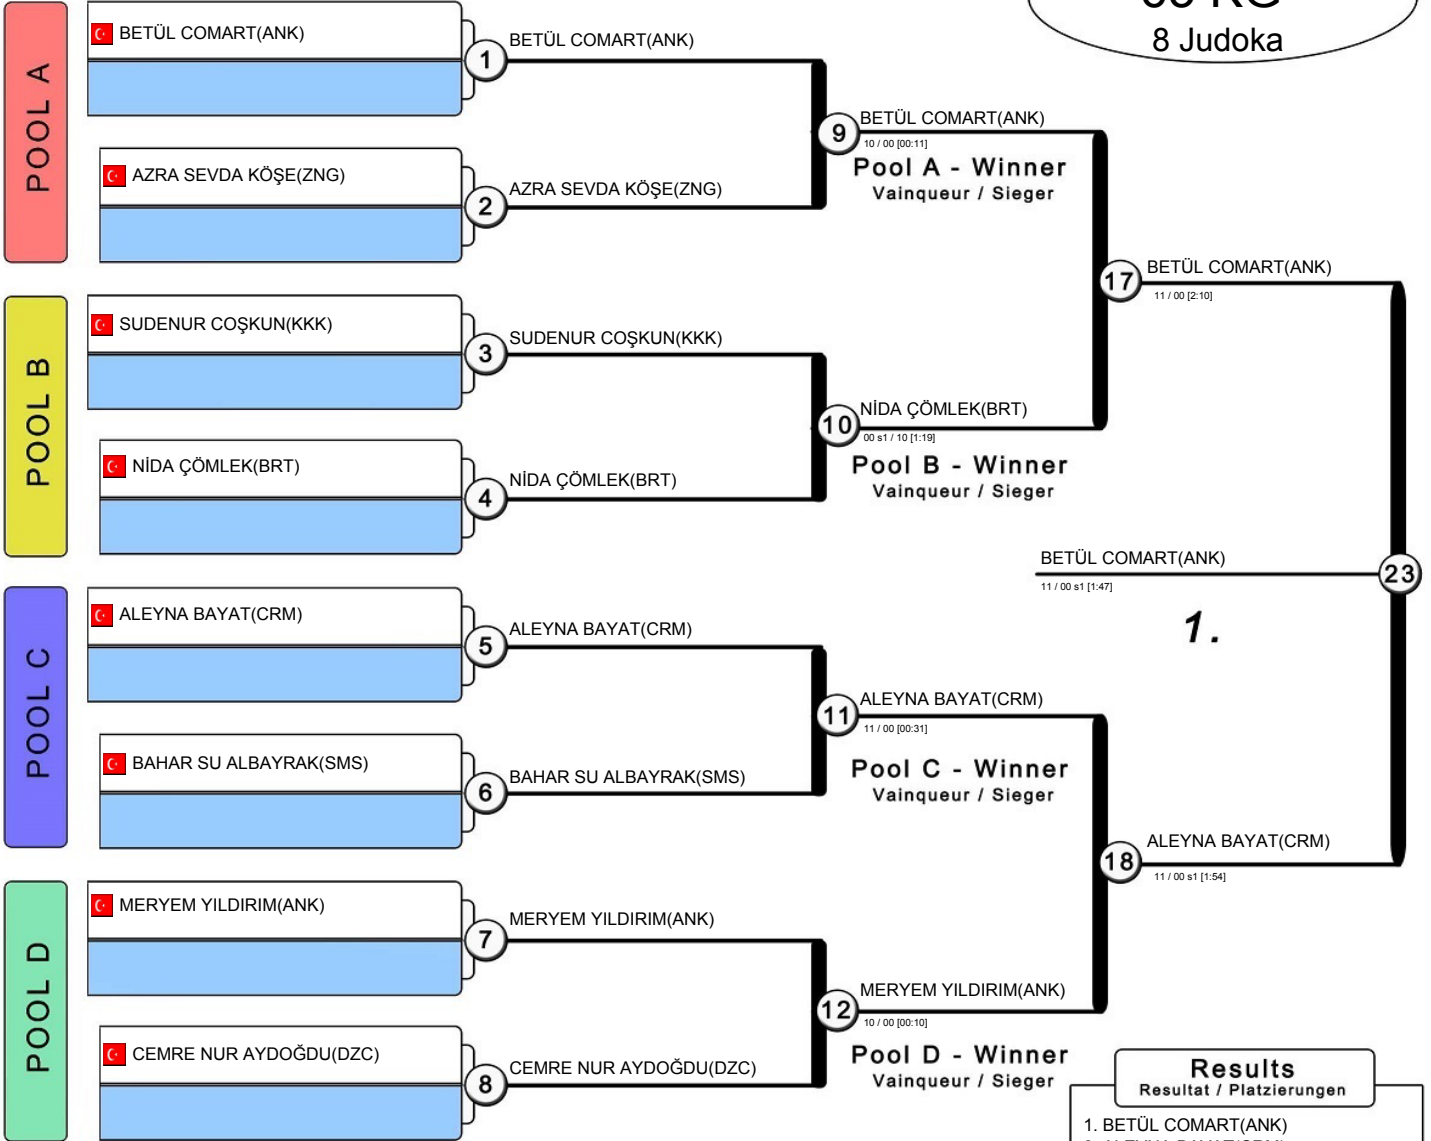 8 Judoka
POOL A
BETÜL COMART(ANK)
1
BETÜL COMART(ANK)
AZRA SEVDA KÖŞE(ZNG)
2
AZRA SEVDA KÖŞE(ZNG)
9
BETÜL COMART(ANK)
10 / 00 [00:11]
Pool A - Winner
Vainqueur / Sieger
POOL B
SUDENUR COŞKUN(KKK)
3
SUDENUR COŞKUN(KKK)
NİDA ÇÖMLEK(BRT)
4
NİDA ÇÖMLEK(BRT)
10
NİDA ÇÖMLEK(BRT)
00 s1 / 10 [1:19]
Pool B - Winner
Vainqueur / Sieger
17
BETÜL COMART(ANK)
11 / 00 [2:10]
BETÜL COMART(ANK)
11 / 00 s1 [1:47]
23
1.
POOL C
ALEYNA BAYAT(CRM)
5
ALEYNA BAYAT(CRM)
BAHAR SU ALBAYRAK(SMS)
6
BAHAR SU ALBAYRAK(SMS)
11
ALEYNA BAYAT(CRM)
11 / 00 [00:31]
Pool C - Winner
Vainqueur / Sieger
18
ALEYNA BAYAT(CRM)
11 / 00 s1 [1:54]
POOL D
MERYEM YILDIRIM(ANK)
7
MERYEM YILDIRIM(ANK)
CEMRE NUR AYDOĞDU(DZC)
8
CEMRE NUR AYDOĞDU(DZC)
12
MERYEM YILDIRIM(ANK)
10 / 00 [00:10]
Pool D - Winner
Vainqueur / Sieger
Results
Resultat / Platzierungen
1. BETÜL COMART(ANK)